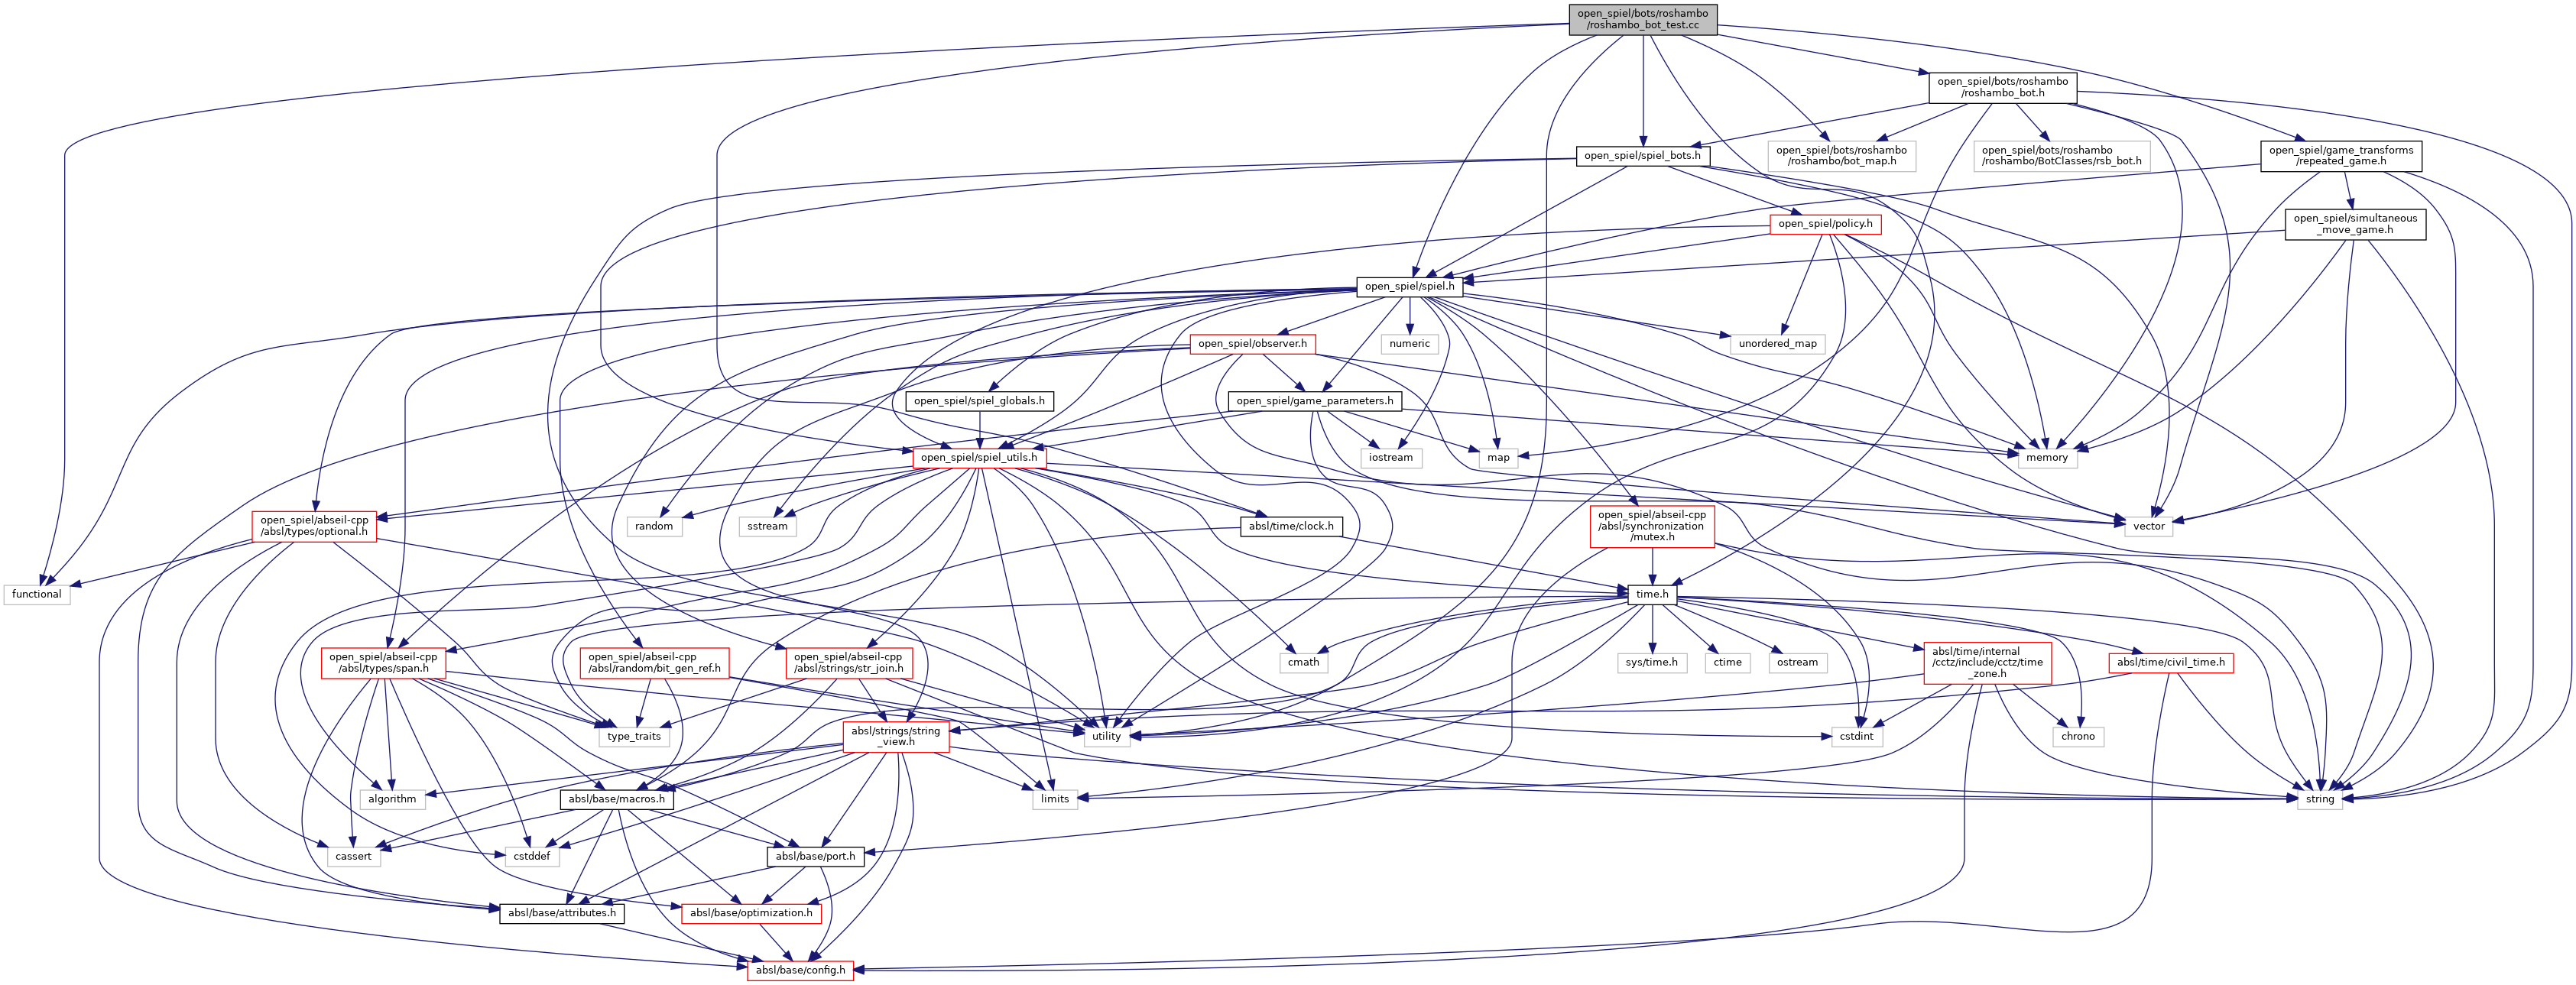 open_spiel/bots/roshambo
/roshambo_bot_test.cc
open_spiel/bots/roshambo
/roshambo_bot.h
open_spiel/spiel_bots.h
open_spiel/bots/roshambo
/roshambo/bot_map.h
open_spiel/bots/roshambo
/roshambo/BotClasses/rsb_bot.h
open_spiel/game_transforms
/repeated_game.h
open_spiel/policy.h
open_spiel/simultaneous
_move_game.h
open_spiel/spiel.h
open_spiel/observer.h
numeric
unordered_map
open_spiel/spiel_globals.h
open_spiel/game_parameters.h
open_spiel/spiel_utils.h
iostream
map
memory
open_spiel/abseil-cpp
/absl/types/optional.h
random
sstream
absl/time/clock.h
open_spiel/abseil-cpp
/absl/synchronization
/mutex.h
vector
functional
time.h
open_spiel/abseil-cpp
/absl/types/span.h
open_spiel/abseil-cpp
/absl/random/bit_gen_ref.h
open_spiel/abseil-cpp
/absl/strings/str_join.h
cmath
sys/time.h
ctime
ostream
absl/time/internal
/cctz/include/cctz/time
_zone.h
absl/time/civil_time.h
type_traits
absl/strings/string
_view.h
utility
cstdint
chrono
algorithm
absl/base/macros.h
limits
string
cassert
cstddef
absl/base/port.h
absl/base/attributes.h
absl/base/optimization.h
absl/base/config.h